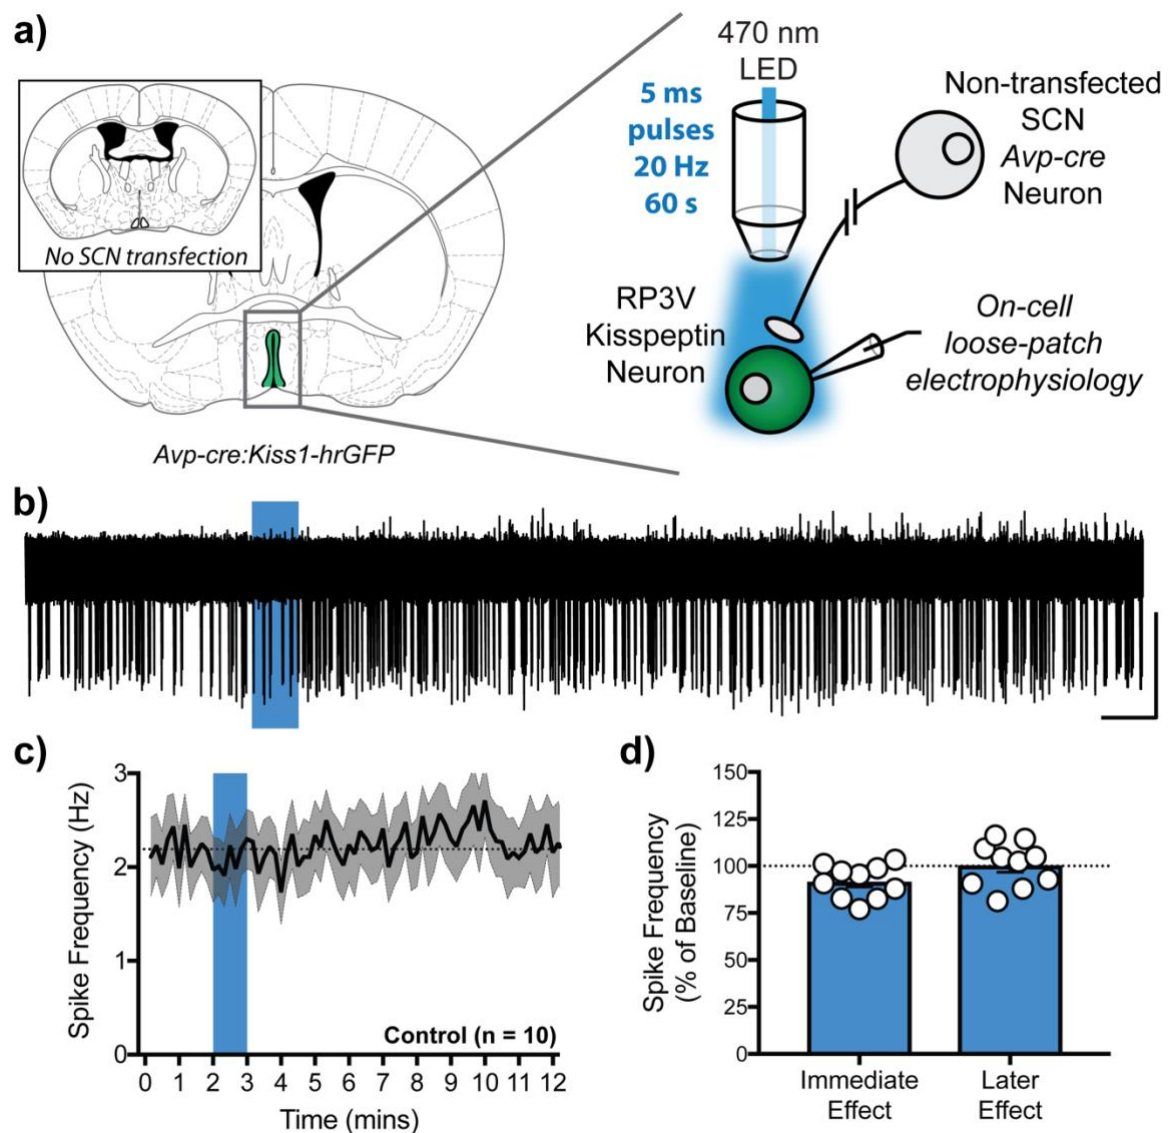 a)
No SCN transfection
Avp-cre:Kiss1-hrGFP
470 nm
LED
5 ms
pulses
20 Hz
60 s
Non-transfected
SCN
Avp-cre
Neuron
RP3V
Kisspeptin
Neuron
On-cell
loose-patch
electrophysiology
b)
c)
Spike Frequency (Hz)
3
2
1
0
Control (n = 10)
0 1 2 3 4 5 6 7 8 9 10 11 12
Time (mins)
d)
Spike Frequency
(% of Baseline)
150
125
100
75
50
25
0
Immediate
Effect
Later
Effect